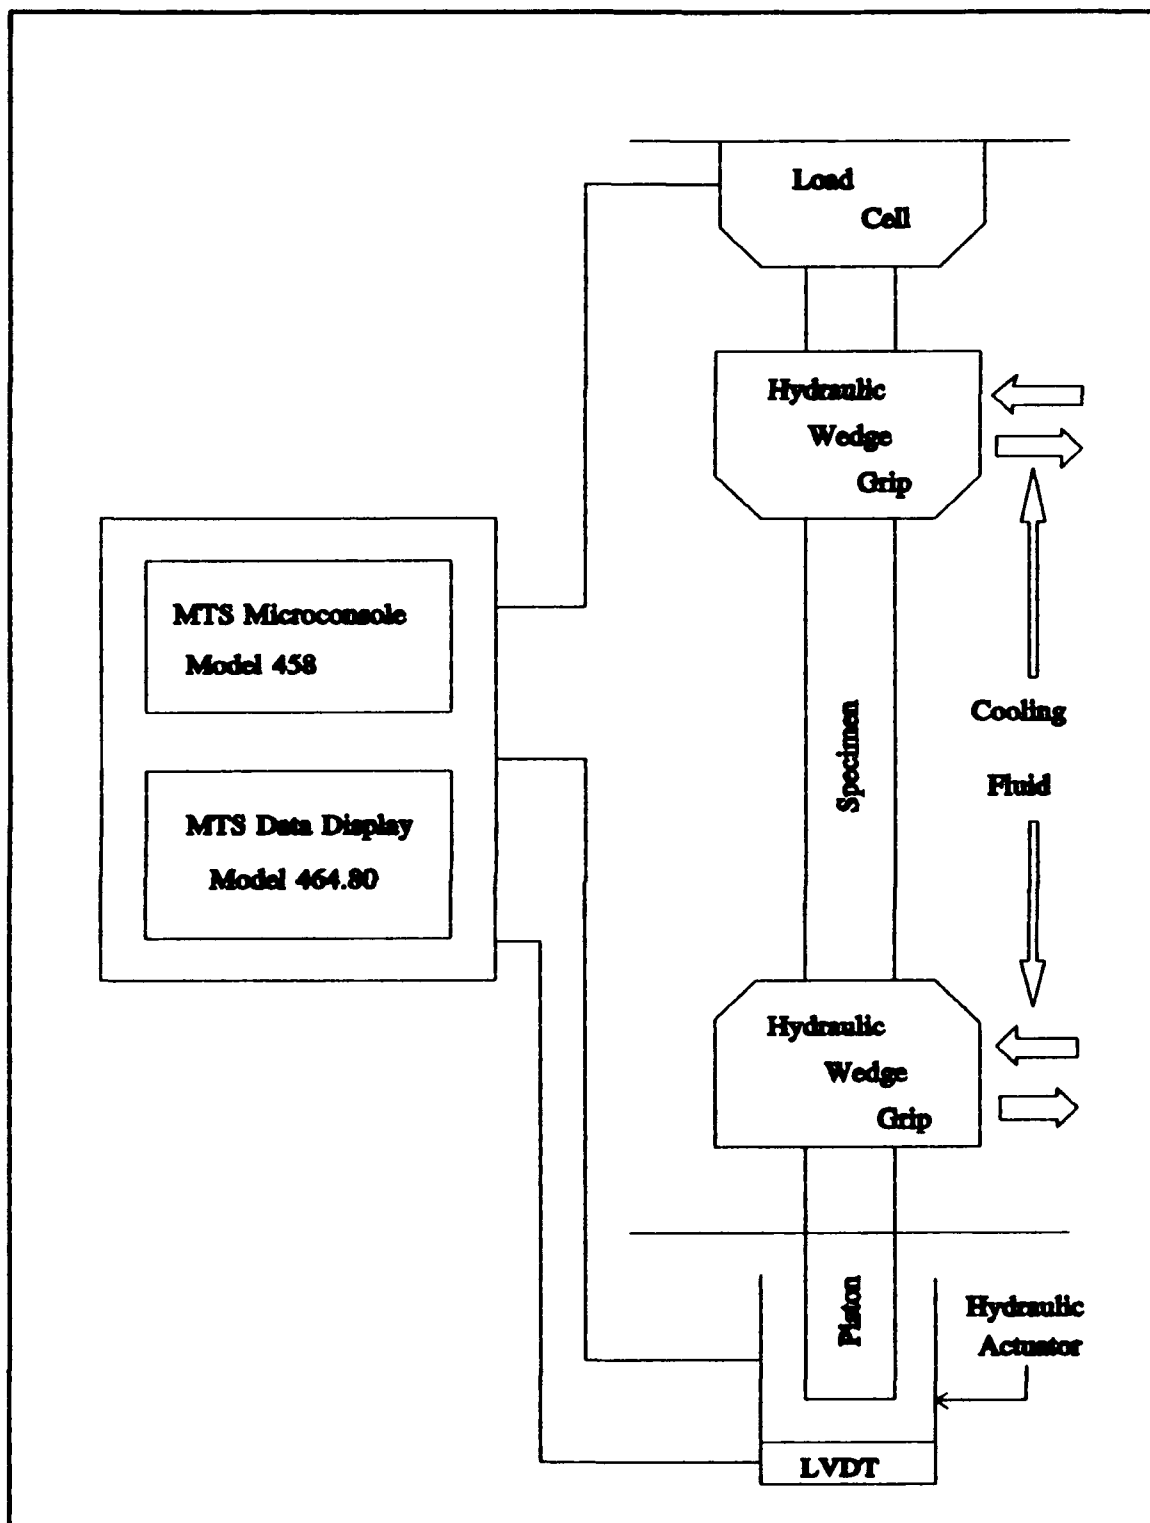 Load
Cell
Hydraulic
Wedge
Grip
MTS Microconsole
Model 458
MTS Data Display
Model 464.80
Specimen
Cooling
Fluid
Hydraulic
Wedge
Grip
Piston
Hydraulic
Actuator
LVDT